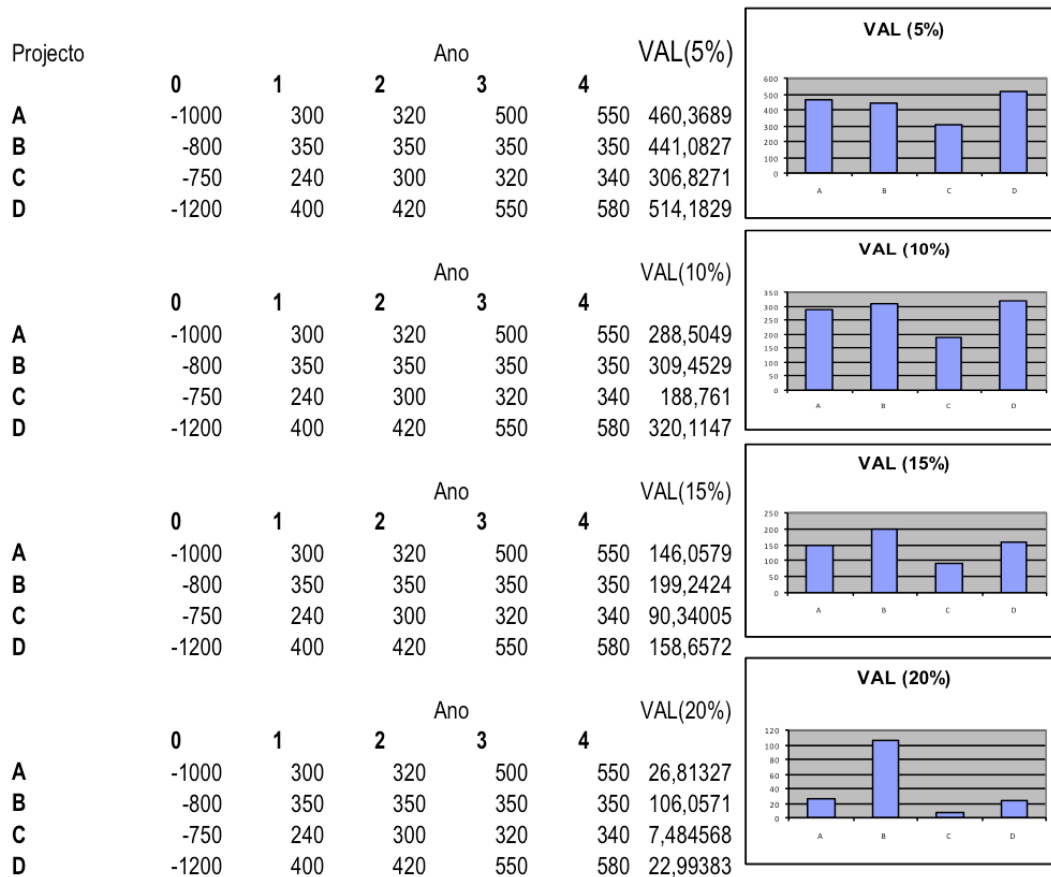 Projecto Ano VAL(5%)
0 1 2 3 4
A -1000 300 320 500 550 460,3689
B -800 350 350 350 350 441,0827
C -750 240 300 320 340 306,8271
D -1200 400 420 550 580 514,1829
VAL (5%)
600
500
400
300
200
100
0
A B C D
Ano VAL(10%)
0 1 2 3 4
A -1000 300 320 500 550 288,5049
B -800 350 350 350 350 309,4529
C -750 240 300 320 340 188,761
D -1200 400 420 550 580 320,1147
VAL (10%)
350
300
250
200
150
100
50
0
A B C D
Ano VAL(15%)
0 1 2 3 4
A -1000 300 320 500 550 146,0579
B -800 350 350 350 350 199,2424
C -750 240 300 320 340 90,34005
D -1200 400 420 550 580 158,6572
VAL (15%)
250
200
150
100
50
0
A B C D
Ano VAL(20%)
0 1 2 3 4
A -1000 300 320 500 550 26,81327
B -800 350 350 350 350 106,0571
C -750 240 300 320 340 7,484568
D -1200 400 420 550 580 22,99383
VAL (20%)
120
100
80
60
40
20
0
A B C D